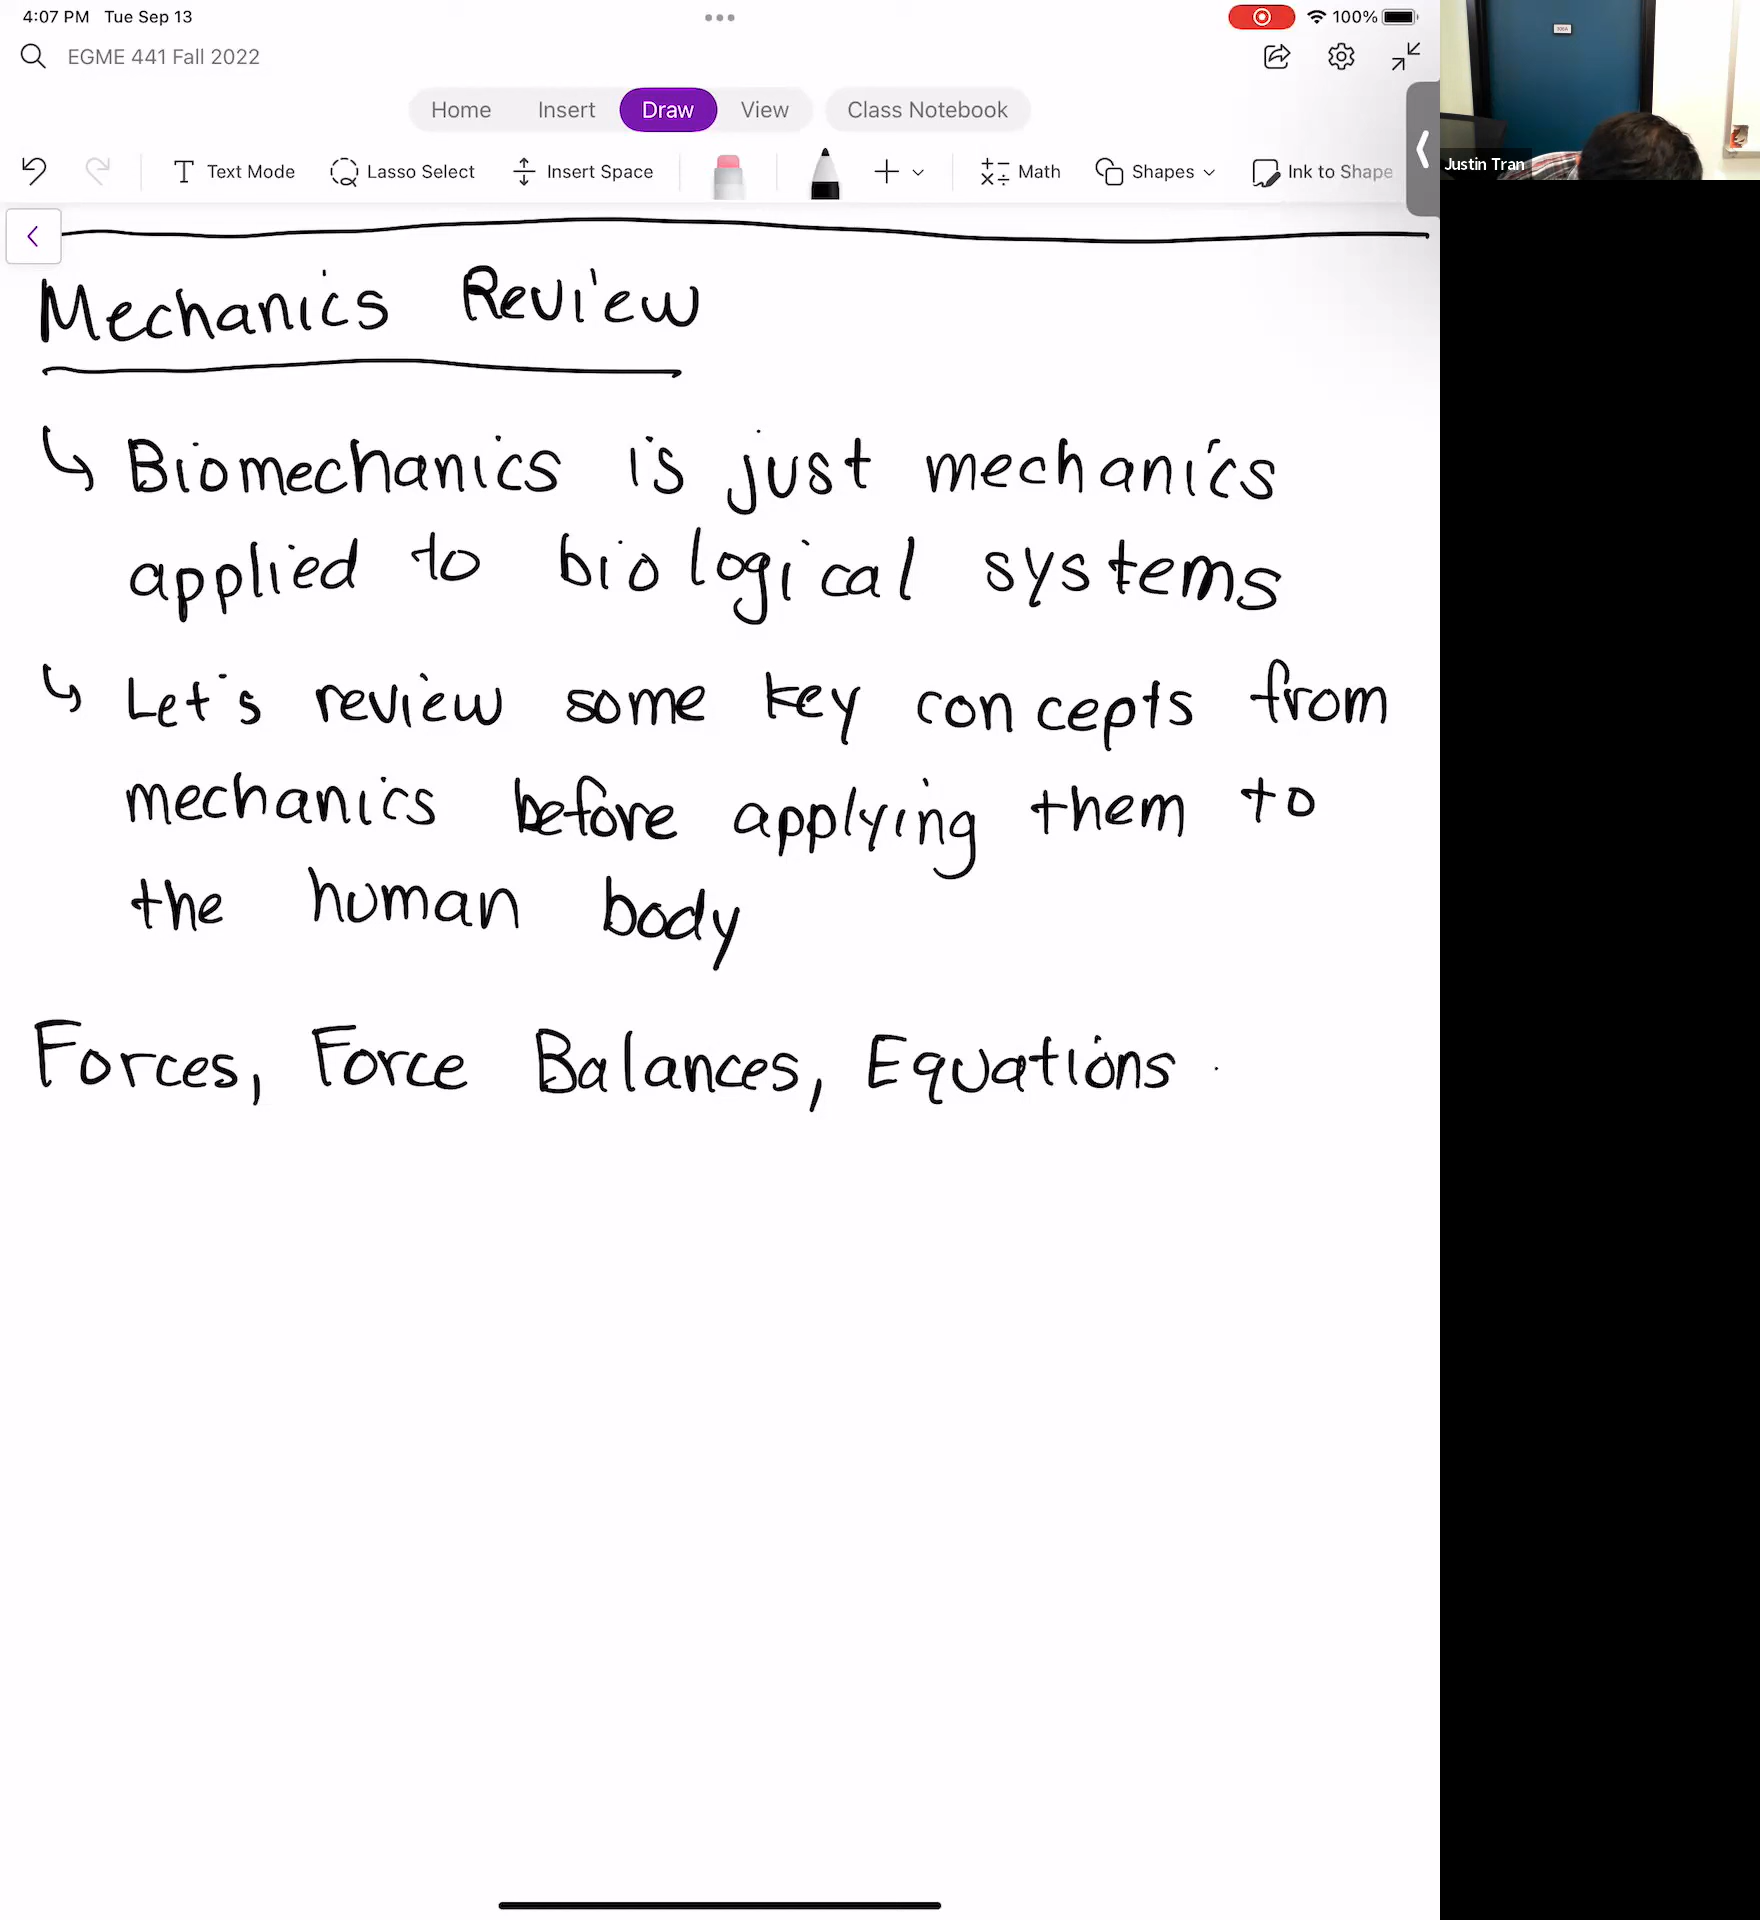 4:07 PM Tue Sep 13
100%
EGME 441 Fall 2022
Home Insert Draw View Class Notebook
Text Mode Lasso Select Insert Space Math Shapes Ink to Shape
Justin Tran
Mechanics Review
Biomechanics is just mechanics
applied to biological systems
Let's review some key concepts from
mechanics before applying them to
the human body
Forces, Force Balances, Equations